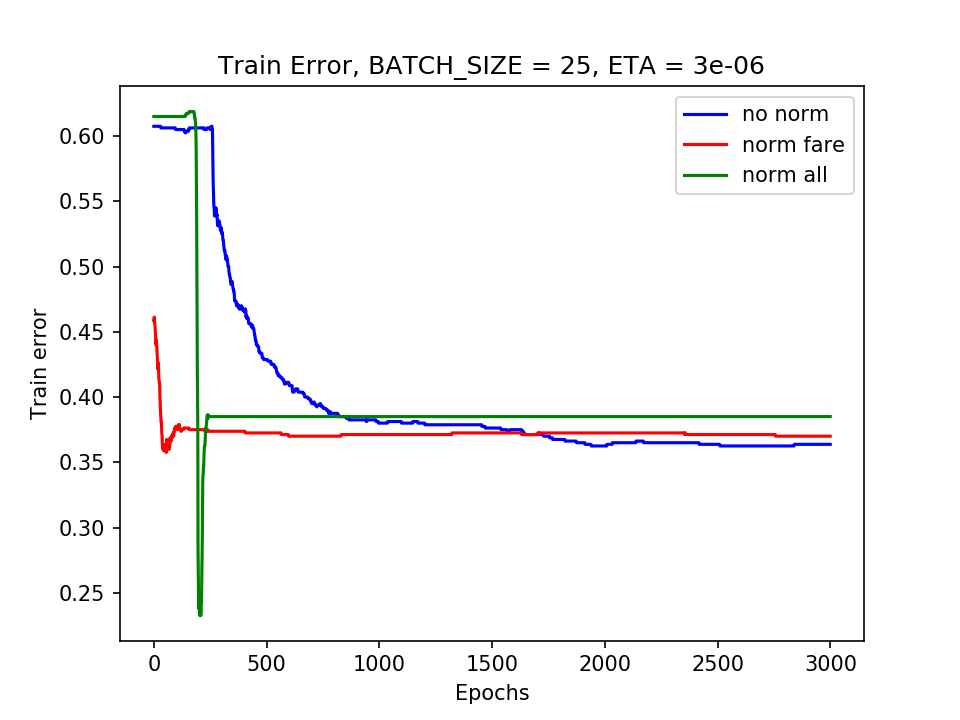 Train Error, BATCH_SIZE = 25, ETA = 3e-06
no norm
norm fare
norm all
Train error
0.60
0.55
0.50
0.45
0.40
0.35
0.30
0.25
0 500 1000 1500 2000 2500 3000
Epochs